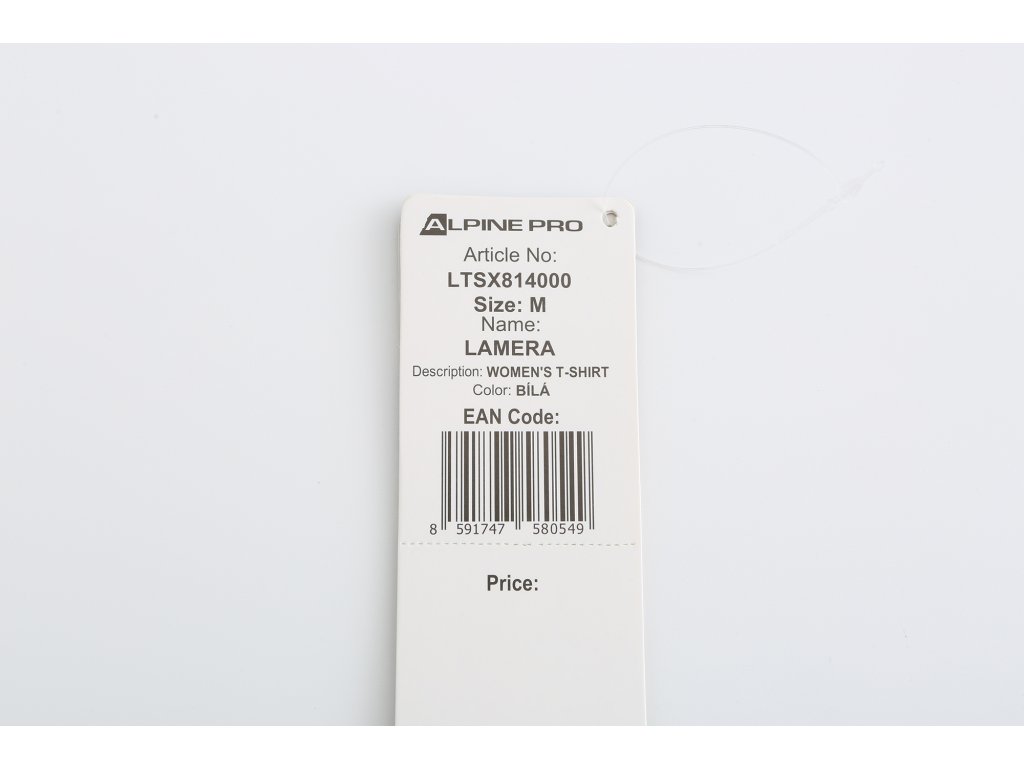 ALPINE PRO
Article No:
LTSX814000
Size: M
Name:
LAMERA
Description: WOMEN'S T-SHIRT
Color: BÍLÁ
EAN Code:
8 591747 580549
Price: